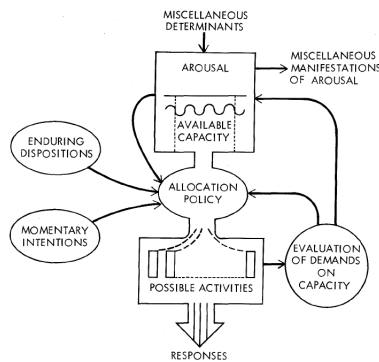 MISCELLANEOUS
DETERMINANTS
AROUSAL
MISCELLANEOUS
MANIFESTATIONS
OF AROUSAL
AVAILABLE
CAPACITY
ENDURING
DISPOSITIONS
ALLOCATION
POLICY
MOMENTARY
INTENTIONS
EVALUATION
OF DEMANDS
ON
CAPACITY
POSSIBLE ACTIVITIES
RESPONSES